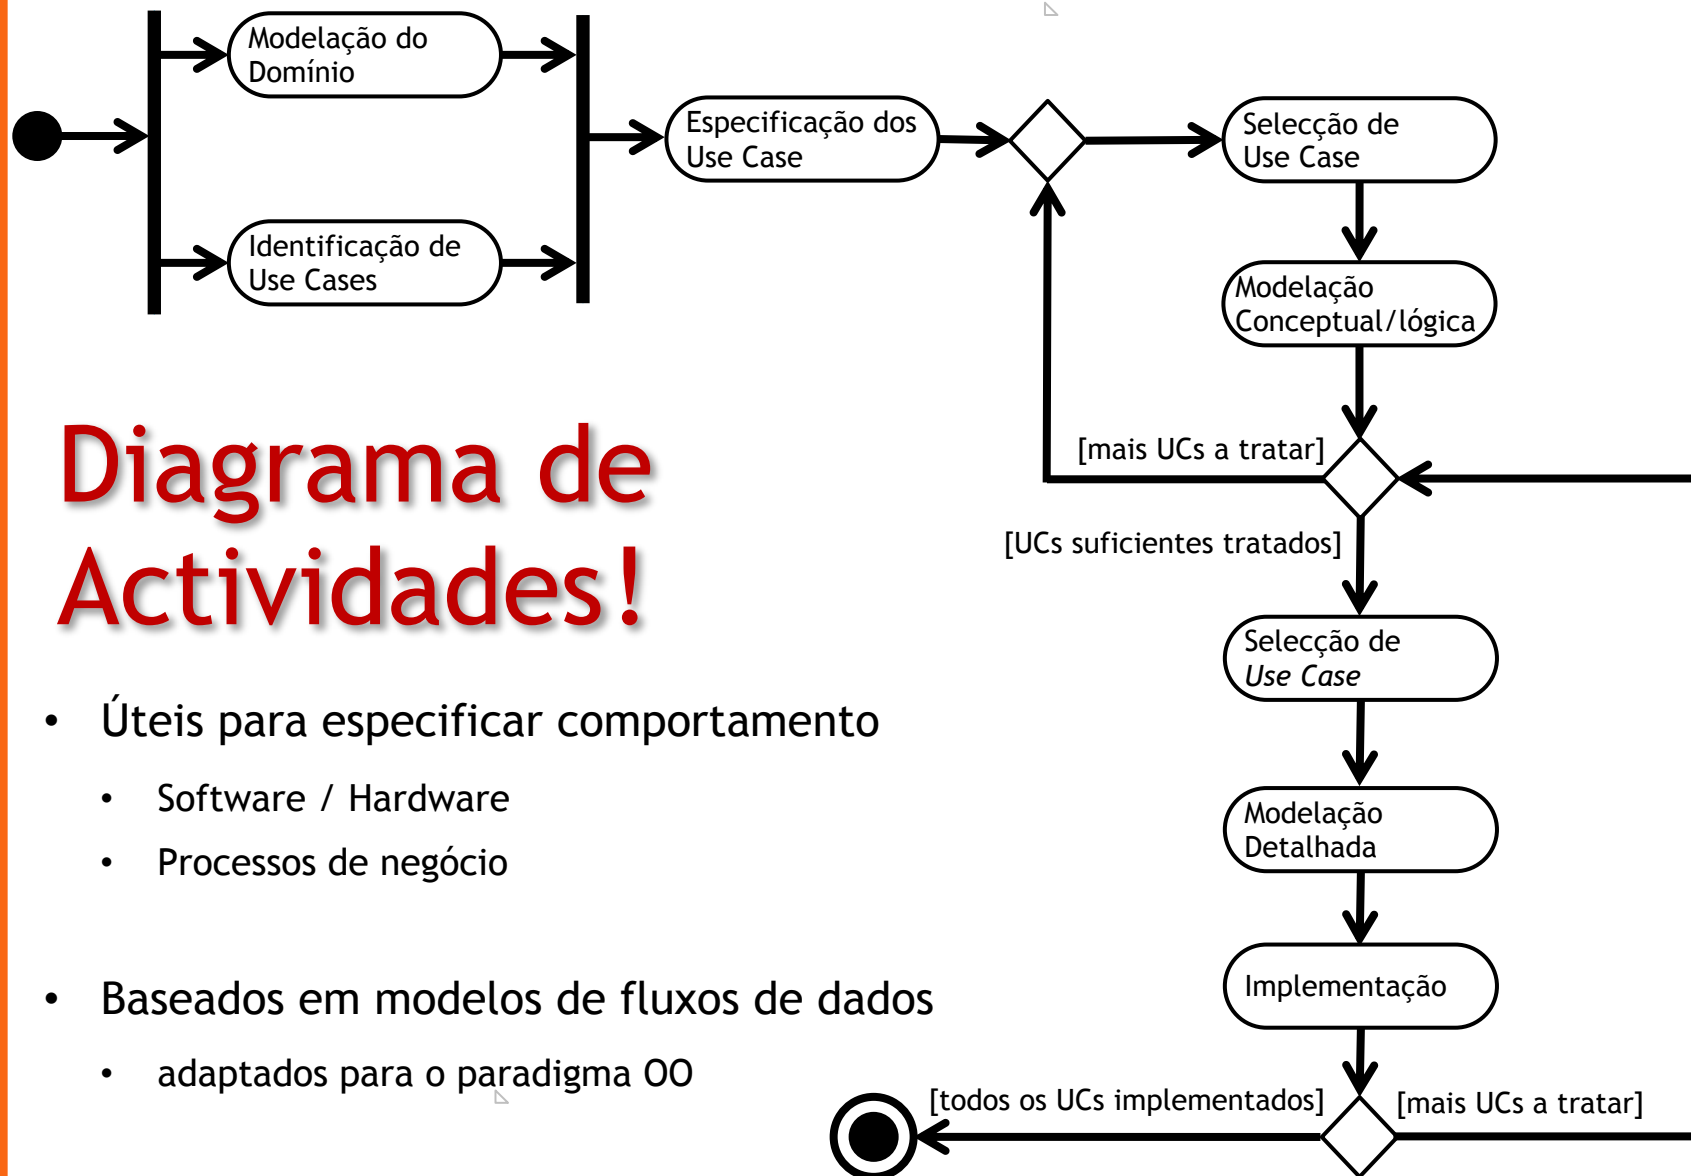 Modelação do
Domínio
Identificação de
Use Cases
Especificação dos
Use Case
Selecção de
Use Case
Modelação
Conceptual/lógica
[mais UCs a tratar]
[UCs suficientes tratados]
Selecção de
Use Case
Modelação
Detalhada
Implementação
[todos os UCs implementados]
[mais UCs a tratar]
Diagrama de
Actividades!
• Úteis para especificar comportamento
• Software / Hardware
• Processos de negócio
• Baseados em modelos de fluxos de dados
• adaptados para o paradigma OO